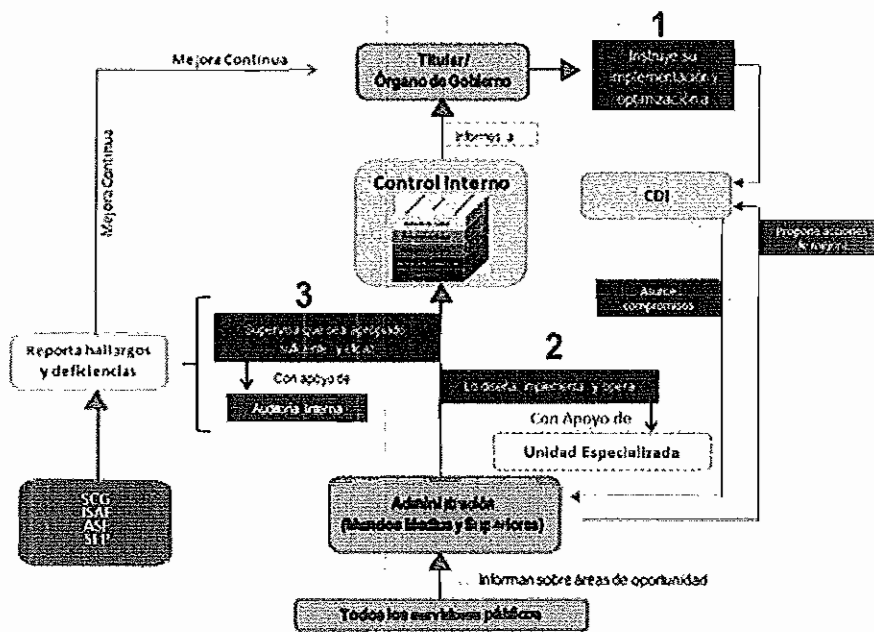 1
Mejora Continua
Titular/
Órgano de Gobierno
Instruye su
implementación y
optimización a
Informes a
Mejora Continua
Control Interno
CDI
Propone acciones
de mejora
Asume
compromisos
3
Supervisa que sea apropiado
Reporta hallazgos
y deficiencias
2
Lo diseña, implementa y opera
Con apoyo de
Auditoría Interna
Con Apoyo de
Unidad Especializada
SCG
ISAF
ASF
SFP
Administración
(Mandos Medios y Superiores)
Informan sobre áreas de oportunidad
Todos los servidores públicos